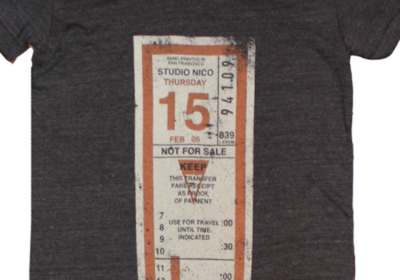 HAND PRINTED IN
SAN FRANCISCO
STUDIO NICO
THURSDAY
15
FEB 05
94109
839
NOT FOR SALE
KEEP
THIS TRANSFER
FARE RECEIPT
AS PROOF
OF PAYMENT
7
8
9
10
11
USE FOR TRAVEL
UNTIL TIME
INDICATED
:00
:30
:00